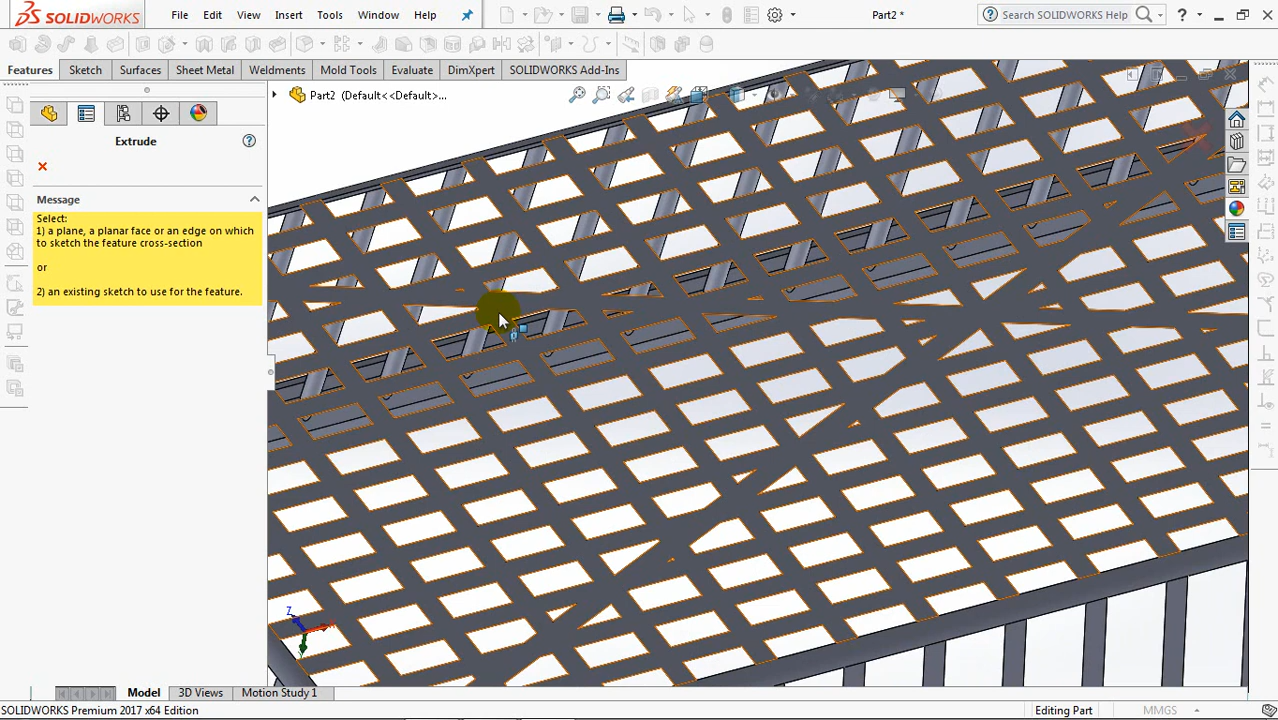 SOLIDWORKS
File Edit View Insert Tools Window Help
Part2 *
Search SOLIDWORKS Help
Features Sketch Surfaces Sheet Metal Weldments Mold Tools Evaluate DimXpert SOLIDWORKS Add-Ins
Part2 (Default<<Default>...
Extrude
Message
Select:
1) a plane, a planar face or an edge on which
to sketch the feature cross-section
or
2) an existing sketch to use for the feature.
Z
Model 3D Views Motion Study 1
SOLIDWORKS Premium 2017 x64 Edition
Editing Part
MMGS